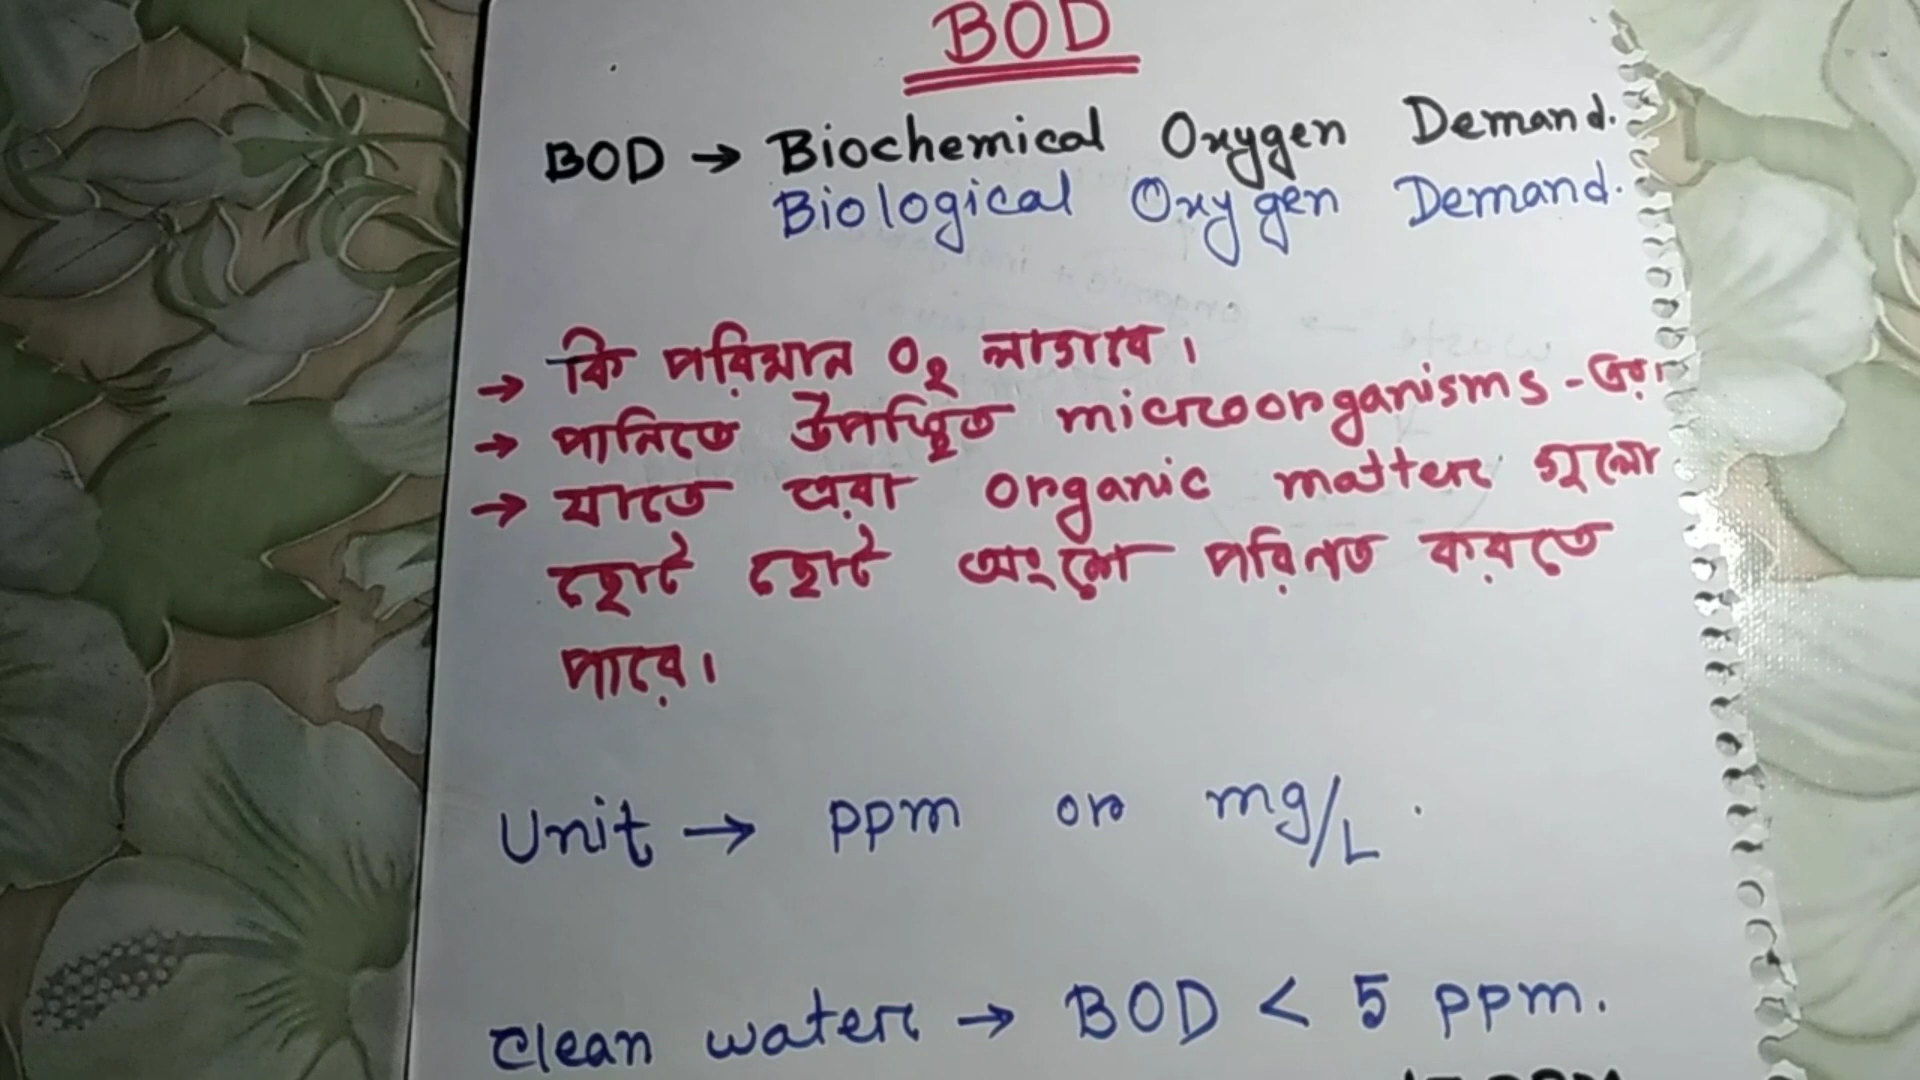 BOD
BOD → Biochemical Oxygen Demand.
Biological Oxygen Demand.
→ কি পরিমান O₂ লাগবে।
→ পানিতে উপস্থিত microorganisms-এর।
→ যাতে এরা organic matter গুলো
ছোট ছোট অংশে পরিনত করতে
পারে।
Unit → ppm or mg/L.
Clean water → BOD < 5 ppm.